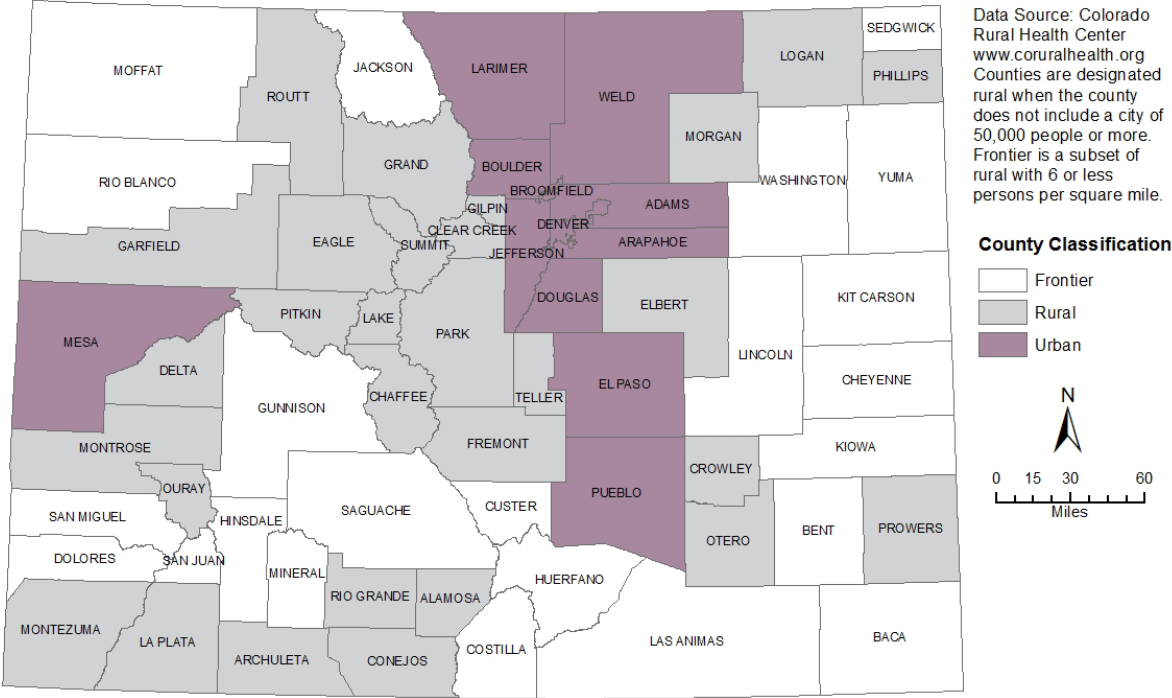 SEDGWICK
LOGAN
JACKSON
LARIMER
MOFFAT
PHILLIPS
ROUTT
WELD
MORGAN
GRAND
BOULDER
RIO BLANCO
WASHINGTON
YUMA
BROOMFIELD
ADAMS
GILPIN
DENVER
CLEAR CREEK
EAGLE
SUMMIT
ARAPAHOE
GARFIELD
JEFFERSON
DOUGLAS
KIT CARSON
ELBERT
PITKIN
LAKE
PARK
MESA
LINCOLN
DELTA
CHEYENNE
EL PASO
CHAFFEE
TELLER
GUNNISON
FREMONT
MONTROSE
KIOWA
CROWLEY
OURAY
PUEBLO
CUSTER
SAGUACHE
SAN MIGUEL
HINSDALE
BENT
PROWERS
OTERO
DOLORES
SAN JUAN
MINERAL
HUERFANO
RIO GRANDE
ALAMOSA
MONTEZUMA
LA PLATA
LAS ANIMAS
BACA
COSTILLA
ARCHULETA
CONEJOS
Data Source: Colorado
Rural Health Center
www.coruralhealth.org
Counties are designated
rural when the county
does not include a city of
50,000 people or more.
Frontier is a subset of
rural with 6 or less
persons per square mile.
County Classification
Frontier
Rural
Urban
N
0 15 30 60
Miles